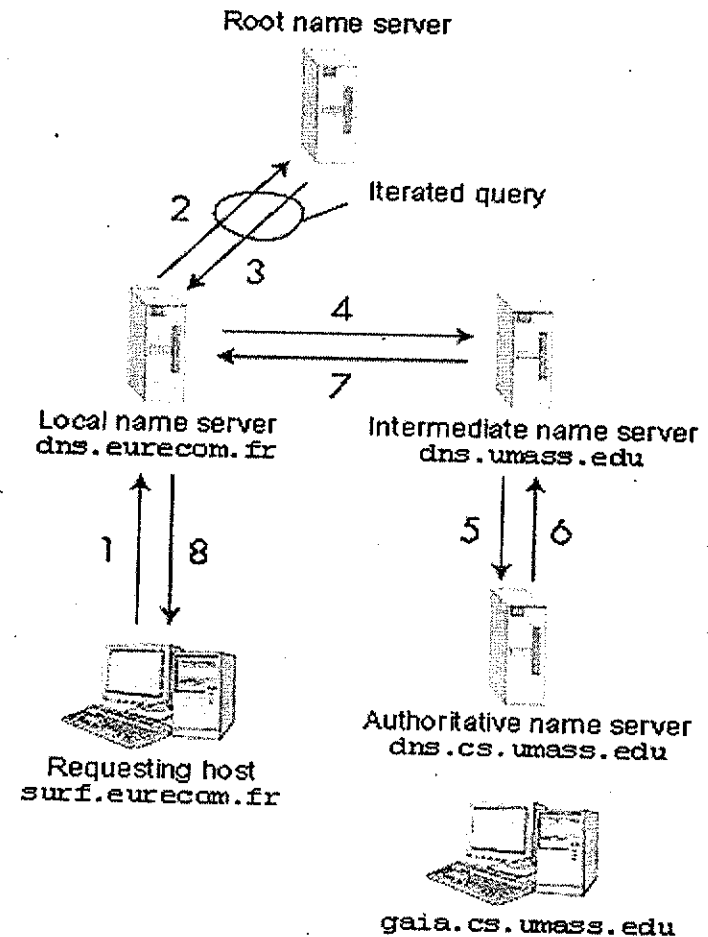 Root name server
Iterated query
2
3
4
7
Local name server
dns.eurecom.fr
Intermediate name server
dns.umass.edu
1
8
5
6
Authoritative name server
dns.cs.umass.edu
Requesting host
surf.eurecom.fr
gaia.cs.umass.edu